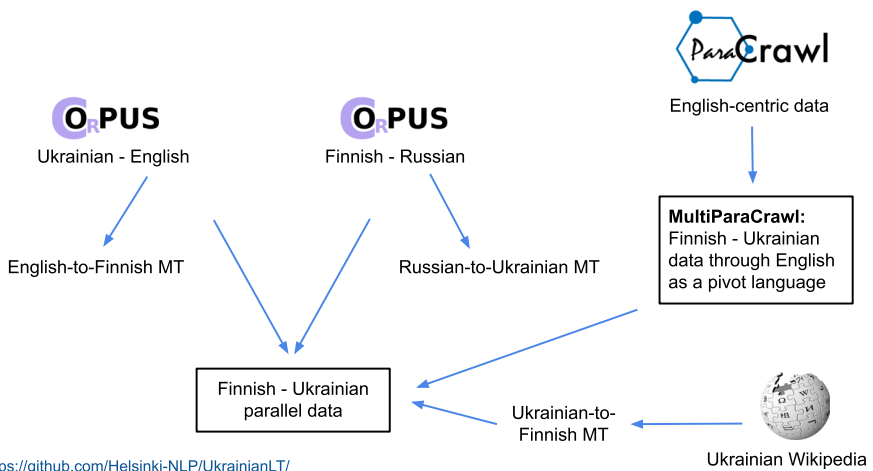 ParaCrawl
English-centric data
CORPUS
Ukrainian - English
CORPUS
Finnish - Russian
MultiParaCrawl:
Finnish - Ukrainian
data through English
as a pivot language
English-to-Finnish MT
Russian-to-Ukrainian MT
Finnish - Ukrainian
parallel data
Ukrainian-to-
Finnish MT
Ukrainian Wikipedia
ps://github.com/Helsinki-NLP/UkrainianLT/